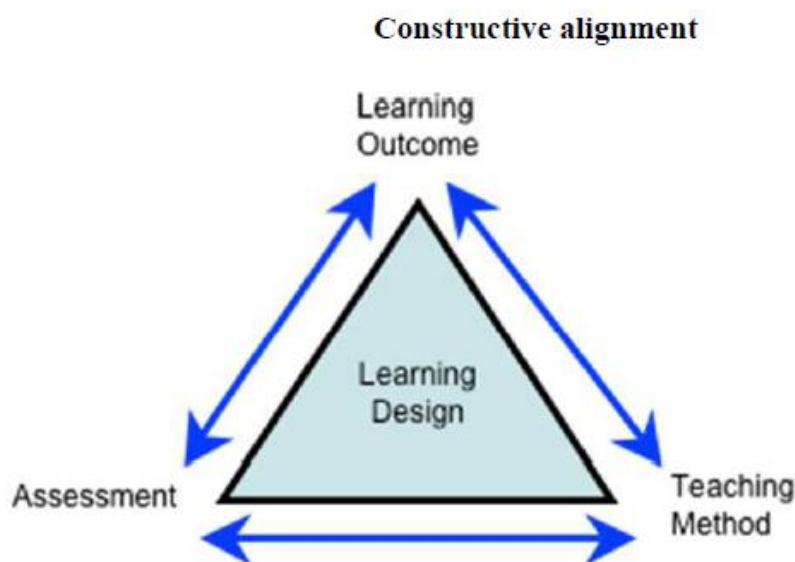 Constructive alignment
Learning
Outcome
Learning
Design
Assessment
Teaching
Method